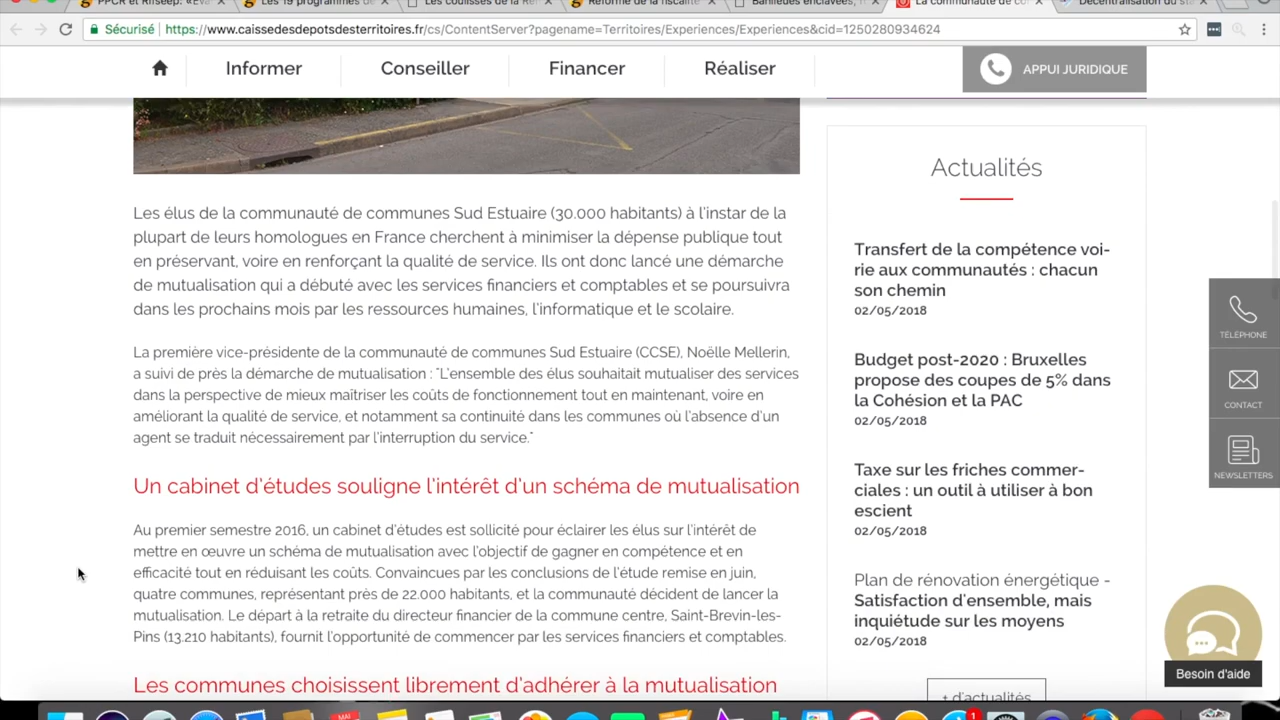 PPCR et Rifseep: «Éva
Les 19 programmes de
Les coulisses de la Ré
Réforme de la fiscalité
Banlieues enclavées, m
La communauté de co
Décentralisation du sta
Sécurisé
https://www.caissedesdepotsdesterritoires.fr/cs/ContentServer?pagename=Territoires/Experiences/Experiences&cid=1250280934624
Informer
Conseiller
Financer
Réaliser
APPUI JURIDIQUE
Les élus de la communauté de communes Sud Estuaire (30.000 habitants) à l'instar de la
plupart de leurs homologues en France cherchent à minimiser la dépense publique tout
en préservant, voire en renforçant la qualité de service. Ils ont donc lancé une démarche
de mutualisation qui a débuté avec les services financiers et comptables et se poursuivra
dans les prochains mois par les ressources humaines, l'informatique et le scolaire.
La première vice-présidente de la communauté de communes Sud Estuaire (CCSE), Noëlle Mellerin,
a suivi de près la démarche de mutualisation : "L'ensemble des élus souhaitait mutualiser des services
dans la perspective de mieux maîtriser les coûts de fonctionnement tout en maintenant, voire en
améliorant la qualité de service, et notamment sa continuité dans les communes où l'absence d'un
agent se traduit nécessairement par l'interruption du service."
Un cabinet d'études souligne l'intérêt d'un schéma de mutualisation
Au premier semestre 2016, un cabinet d'études est sollicité pour éclairer les élus sur l'intérêt de
mettre en œuvre un schéma de mutualisation avec l'objectif de gagner en compétence et en
efficacité tout en réduisant les coûts. Convaincues par les conclusions de l'étude remise en juin,
quatre communes, représentant près de 22.000 habitants, et la communauté décident de lancer la
mutualisation. Le départ à la retraite du directeur financier de la commune centre, Saint-Brevin-les-
Pins (13.210 habitants), fournit l'opportunité de commencer par les services financiers et comptables.
Les communes choisissent librement d'adhérer à la mutualisation
Actualités
Transfert de la compétence voi-
rie aux communautés : chacun
son chemin
02/05/2018
Budget post-2020 : Bruxelles
propose des coupes de 5% dans
la Cohésion et la PAC
02/05/2018
Taxe sur les friches commer-
ciales : un outil à utiliser à bon
escient
02/05/2018
Plan de rénovation énergétique -
Satisfaction d'ensemble, mais
inquiétude sur les moyens
02/05/2018
+ d'actualités
TÉLÉPHONE
CONTACT
NEWSLETTERS
Besoin d'aide
MAI
1